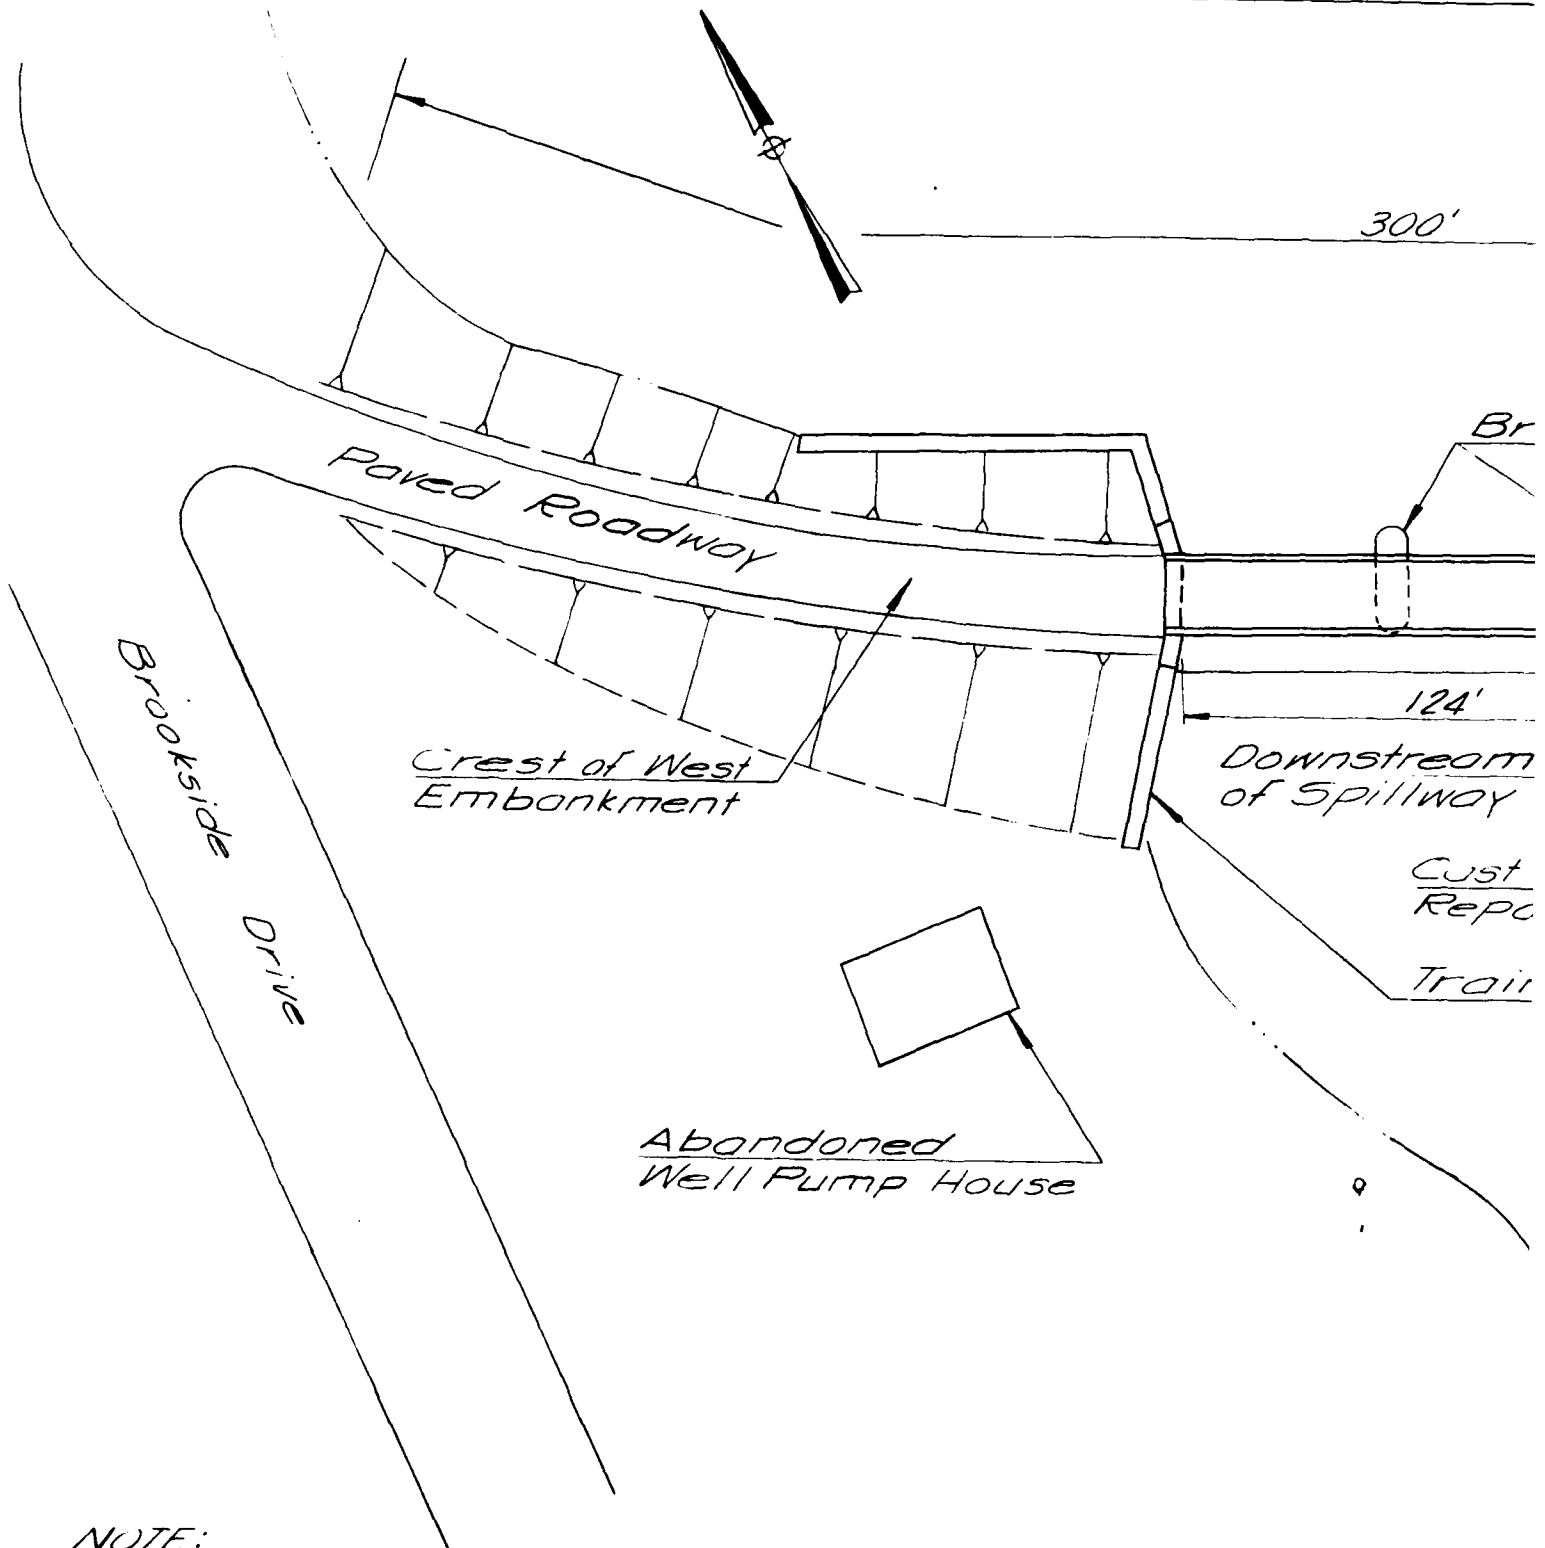 300'
Paved Roadway
124'
Brookside Drive
Crest of West
Embankment
Downstream
of Spillway
Abandoned
Well Pump House
NOTE: